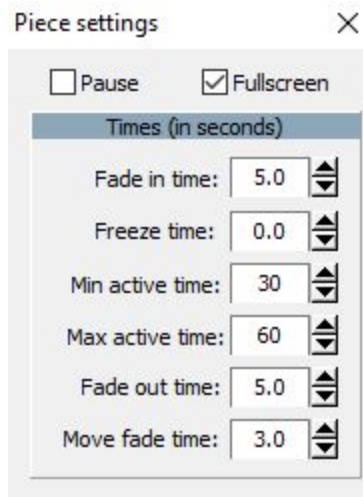 Piece settings
Pause Fullscreen
Times (in seconds)
Fade in time: 5.0
Freeze time: 0.0
Min active time: 30
Max active time: 60
Fade out time: 5.0
Move fade time: 3.0